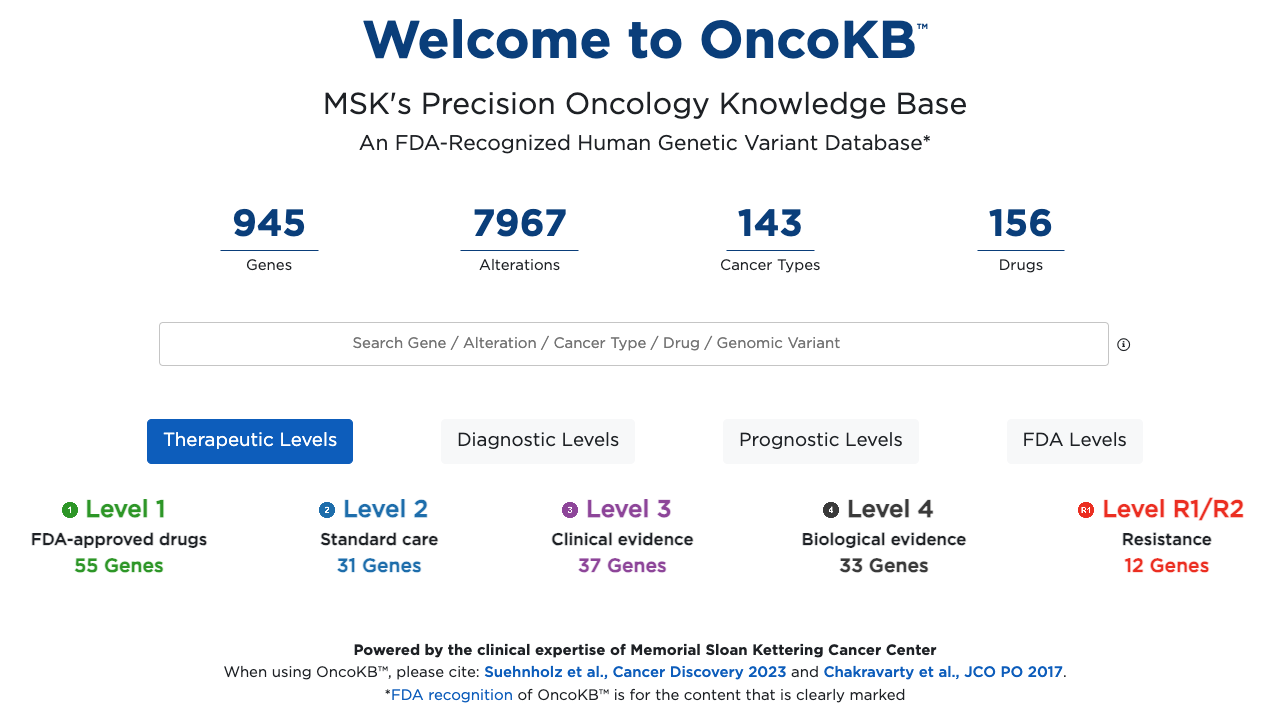 Welcome to OncoKB™
MSK's Precision Oncology Knowledge Base
An FDA-Recognized Human Genetic Variant Database*
945 7967 143 156
Genes Alterations Cancer Types Drugs
Search Gene / Alteration / Cancer Type / Drug / Genomic Variant
Therapeutic Levels Diagnostic Levels Prognostic Levels FDA Levels
1 Level 1 2 Level 2 3 Level 3 4 Level 4 R1 Level R1/R2
FDA-approved drugs Standard care Clinical evidence Biological evidence Resistance
55 Genes 31 Genes 37 Genes 33 Genes 12 Genes
Powered by the clinical expertise of Memorial Sloan Kettering Cancer Center
When using OncoKB™, please cite: Suehnholz et al., Cancer Discovery 2023 and Chakravarty et al., JCO PO 2017.
*FDA recognition of OncoKB™ is for the content that is clearly marked